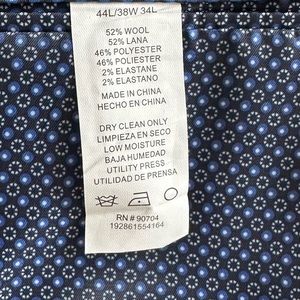 44L/38W 34L
52% WOOL
52% LANA
46% POLYESTER
46% POLIESTER
2% ELASTANE
2% ELASTANO
MADE IN CHINA
HECHO EN CHINA
DRY CLEAN ONLY
LIMPIEZA EN SECO
LOW MOISTURE
BAJA HUMEDAD
UTILITY PRESS
UTILIDAD DE PRENSA
RN # 90704
192861554164